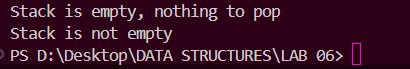 Stack is empty, nothing to pop
Stack is not empty
PS D:\Desktop\DATA STRUCTURES\LAB 06>